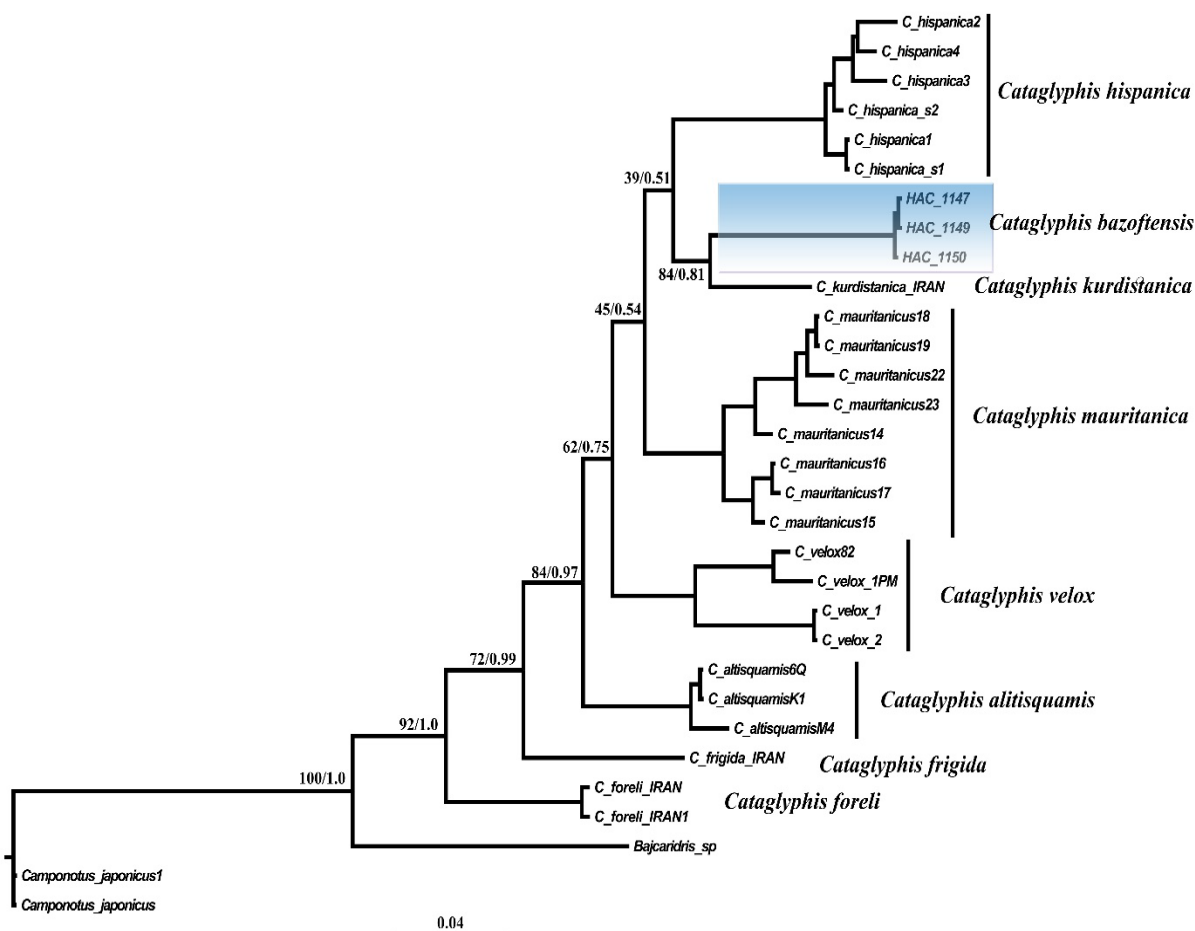 C_hispanica2
C_hispanica4
C_hispanica3
Cataglyphis hispanica
C_hispanica_s2
C_hispanica1
C_hispanica_s1
39/0.51
HAC_1147
HAC_1149
Cataglyphis bazoftensis
HAC_1150
84/0.81
C_kurdistanica_IRAN
Cataglyphis kurdistanica
45/0.54
C_mauritanicus18
C_mauritanicus19
C_mauritanicus22
C_mauritanicus23
Cataglyphis mauritanica
C_mauritanicus14
62/0.75
C_mauritanicus16
C_mauritanicus17
C_mauritanicus15
C_velox82
84/0.97
C_velox_1PM
Cataglyphis velox
C_velox_1
C_velox_2
72/0.99
C_altisquamis6Q
C_altisquamisK1
Cataglyphis alitisquamis
C_altisquamisM4
92/1.0
C_frigida_IRAN
Cataglyphis frigida
100/1.0
C_foreli_IRAN
Cataglyphis foreli
C_foreli_IRAN1
Bajcaridris_sp
Camponotus_japonicus1
Camponotus_japonicus
0.04